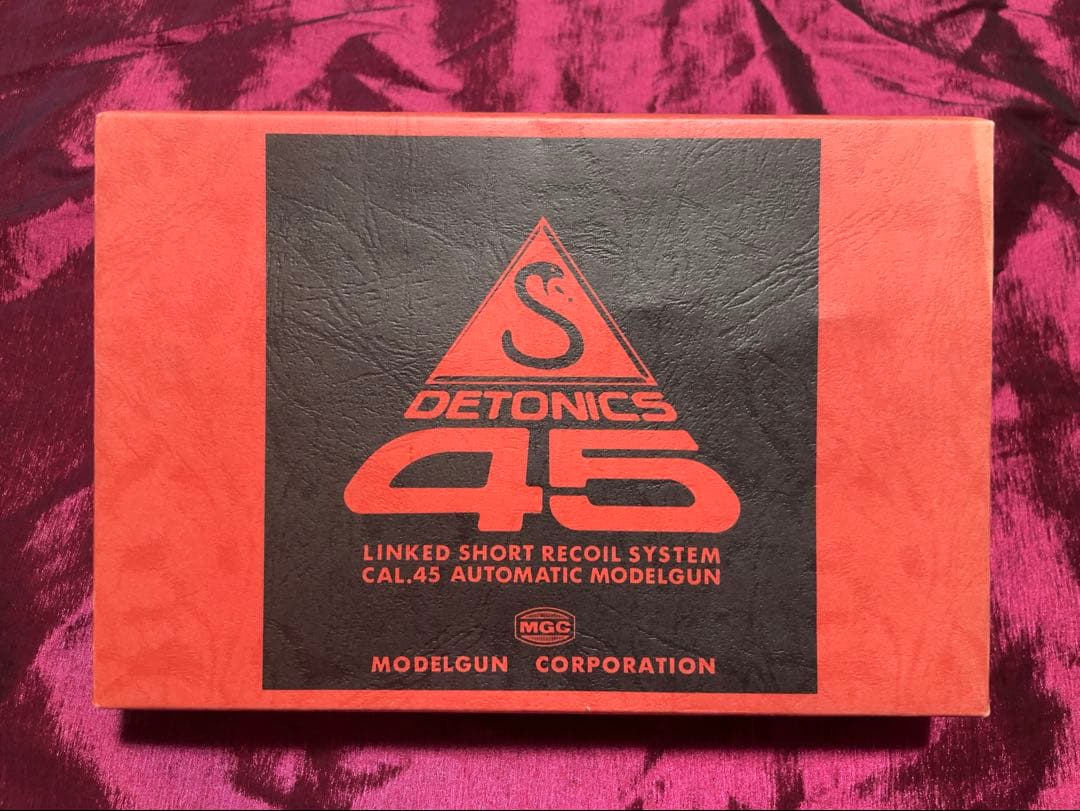 DETONICS
45
LINKED SHORT RECOIL SYSTEM
CAL.45 AUTOMATIC MODELGUN
MGC
MODELGUN CORPORATION